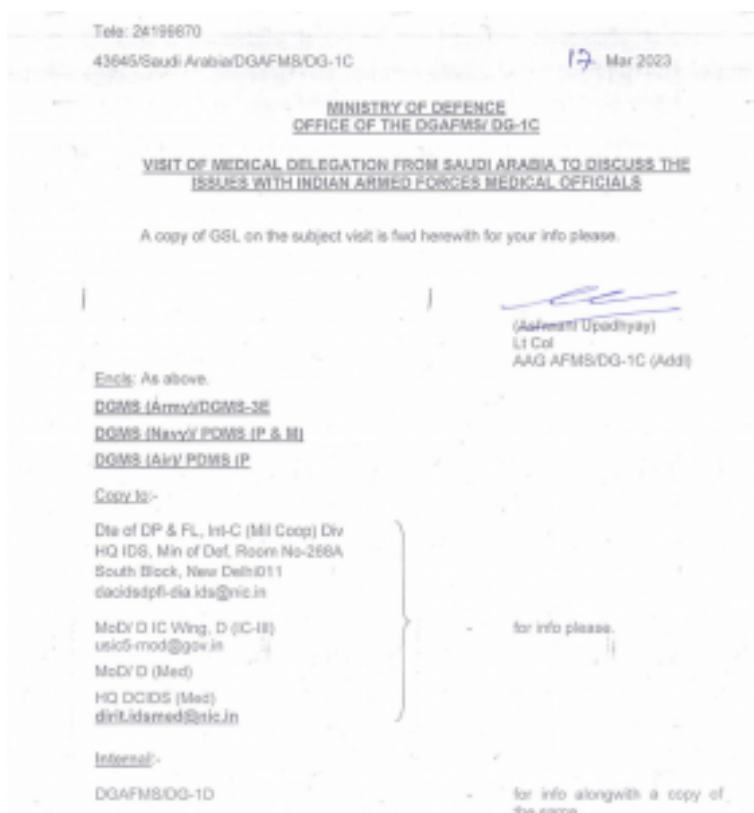 Tele: 24199870
43645/Saudi Arabia/DGAFMS/DG-1C
17 Mar 2023
MINISTRY OF DEFENCE
OFFICE OF THE DGAFMS/ DG-1C
VISIT OF MEDICAL DELEGATION FROM SAUDI ARABIA TO DISCUSS THE
ISSUES WITH INDIAN ARMED FORCES MEDICAL OFFICIALS
A copy of GSL on the subject visit is fwd herewith for your info please.
(Ashwani Upadhyay)
Lt Col
AAG AFMS/DG-1C (Addl)
Encls: As above.
DGMS (Army)/DGMS-3E
DGMS (Navy)/ PDMS (P & M)
DGMS (Air)/ PDMS (P
Copy to:-
Dte of DP & FL, Int-C (Mil Coop) Div
HQ IDS, Min of Def, Room No-268A
South Block, New Delhi011
dacidsdpfl-dia.ids@nic.in
MoD/ D IC Wing, D (IC-III)
usic5-mod@gov.in
- for info please.
MoD/ D (Med)
HQ DCIDS (Med)
dirit.idsmed@nic.in
Internal:-
DGAFMS/DG-1D - for info alongwith a copy of
the same